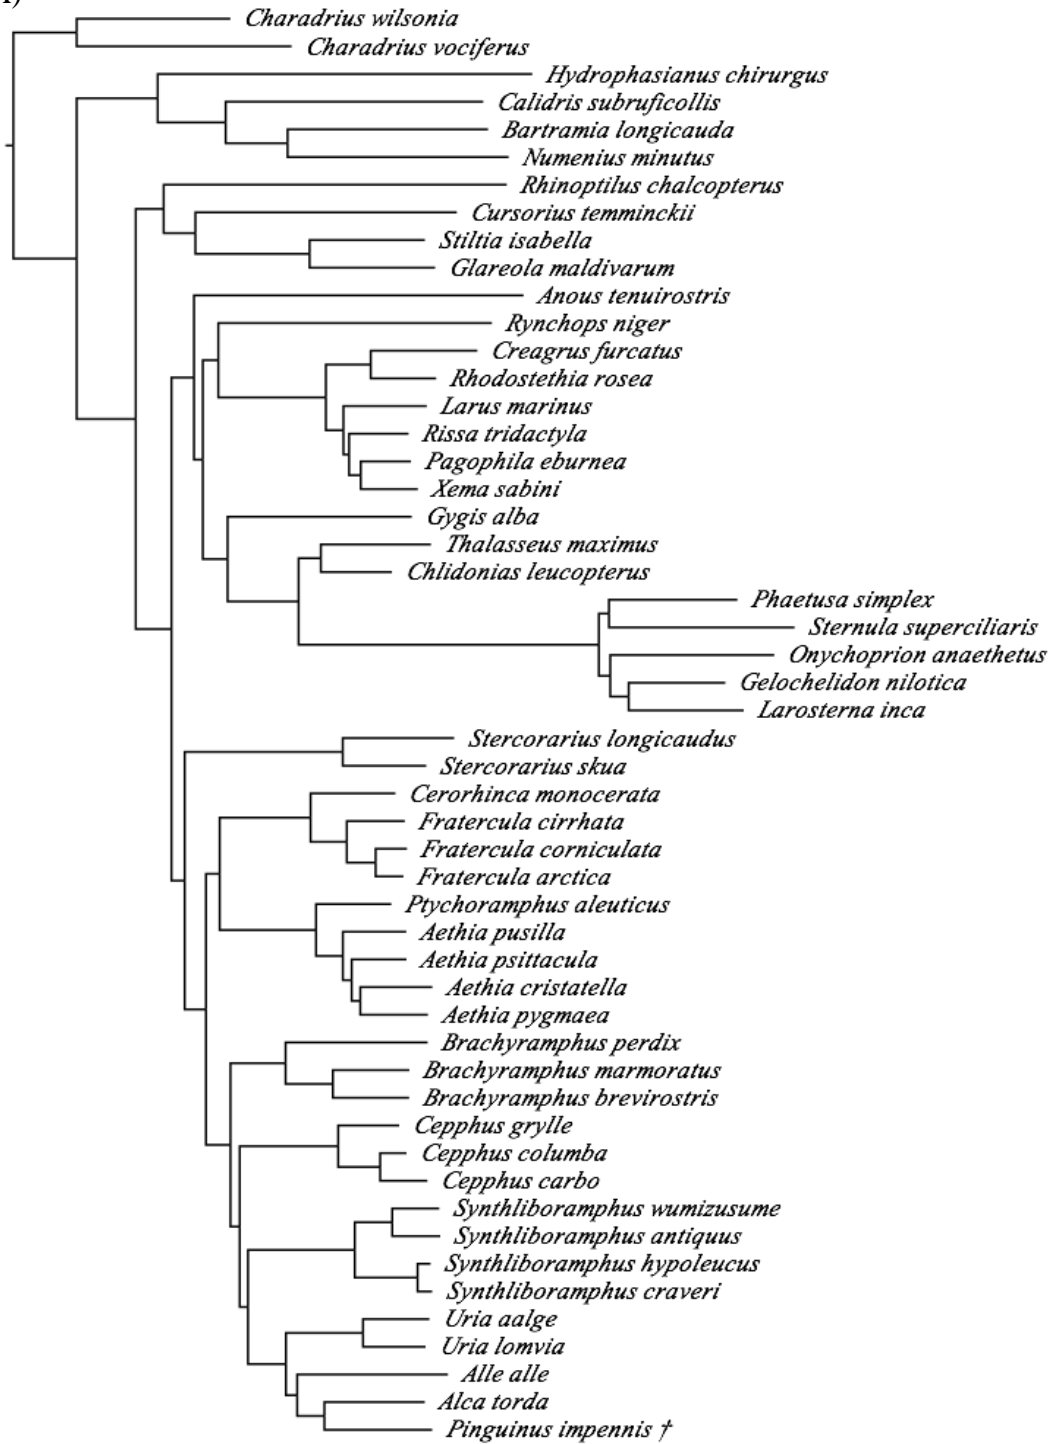 Charadrius wilsonia
Charadrius vociferus
Hydrophasianus chirurgus
Calidris subruficollis
Bartramia longicauda
Numenius minutus
Rhinoptilus chalcopterus
Cursorius temminckii
Stiltia isabella
Glareola maldivarum
Anous tenuirostris
Rynchops niger
Creagrus furcatus
Rhodostethia rosea
Larus marinus
Rissa tridactyla
Pagophila eburnea
Xema sabini
Gygis alba
Thalasseus maximus
Chlidonias leucopterus
Phaetusa simplex
Sternula superciliaris
Onychoprion anaethetus
Gelochelidon nilotica
Larosterna inca
Stercorarius longicaudus
Stercorarius skua
Cerorhinca monocerata
Fratercula cirrhata
Fratercula corniculata
Fratercula arctica
Ptychoramphus aleuticus
Aethia pusilla
Aethia psittacula
Aethia cristatella
Aethia pygmaea
Brachyramphus perdix
Brachyramphus marmoratus
Brachyramphus brevirostris
Cepphus grylle
Cepphus columba
Cepphus carbo
Synthliboramphus wumizusume
Synthliboramphus antiquus
Synthliboramphus hypoleucus
Synthliboramphus craveri
Uria aalge
Uria lomvia
Alle alle
Alca torda
Pinguinus impennis †